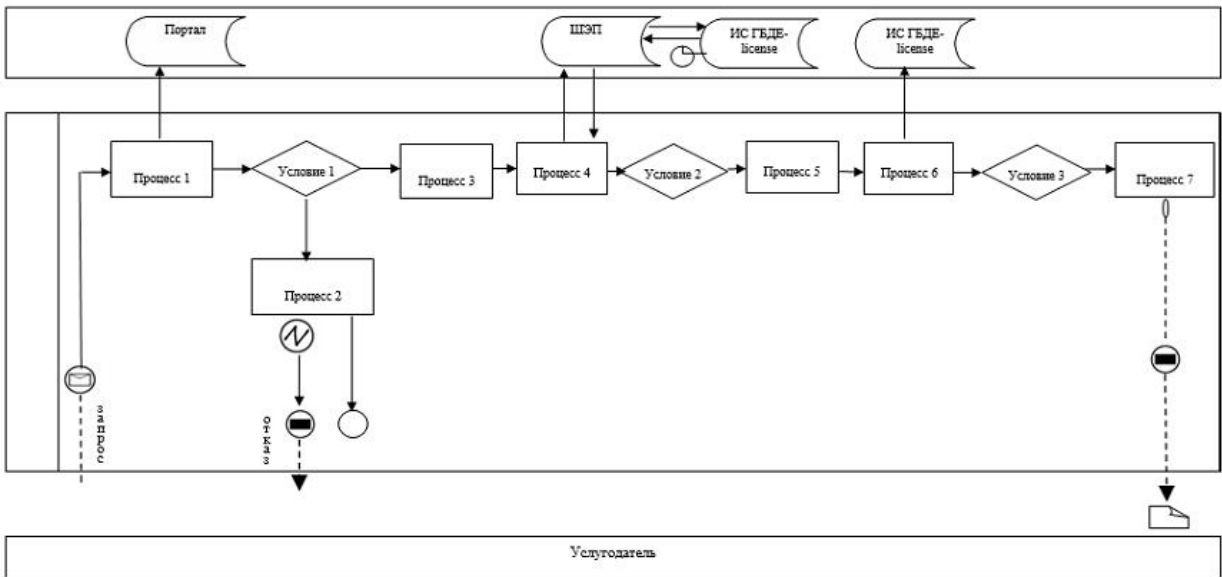 Портал
ШЭП
ИС ГБДЕ-
license
ИС ГБДЕ-
license
Процесс 1
Условие 1
Процесс 3
Процесс 4
Условие 2
Процесс 5
Процесс 6
Условие 3
Процесс 7
Процесс 2
запрос
отказ
Услугодатель